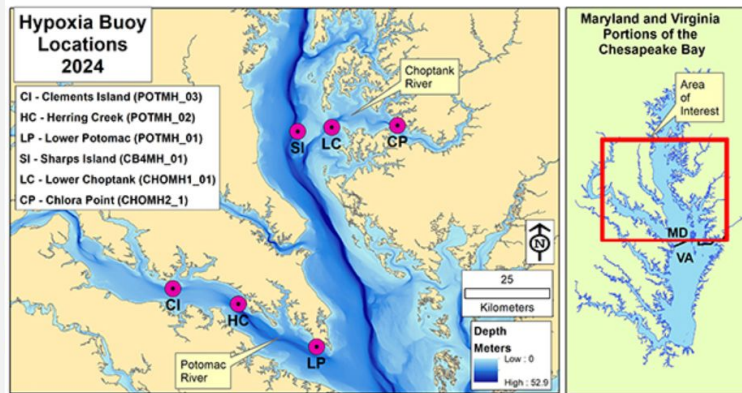 Hypoxia Buoy
Locations
2024
CI - Clements Island (POTMH_03)
HC - Herring Creek (POTMH_02)
LP - Lower Potomac (POTMH_01)
SI - Sharps Island (CB4MH_01)
LC - Lower Choptank (CHOMH1_01)
CP - Chlora Point (CHOMH2_1)
Choptank
River
SI
LC
CP
CI
HC
LP
Potomac
River
N
25
Kilometers
Depth
Meters
Low : 0
High : 52.9
Maryland and Virginia
Portions of the
Chesapeake Bay
Area
of
Interest
MD
VA